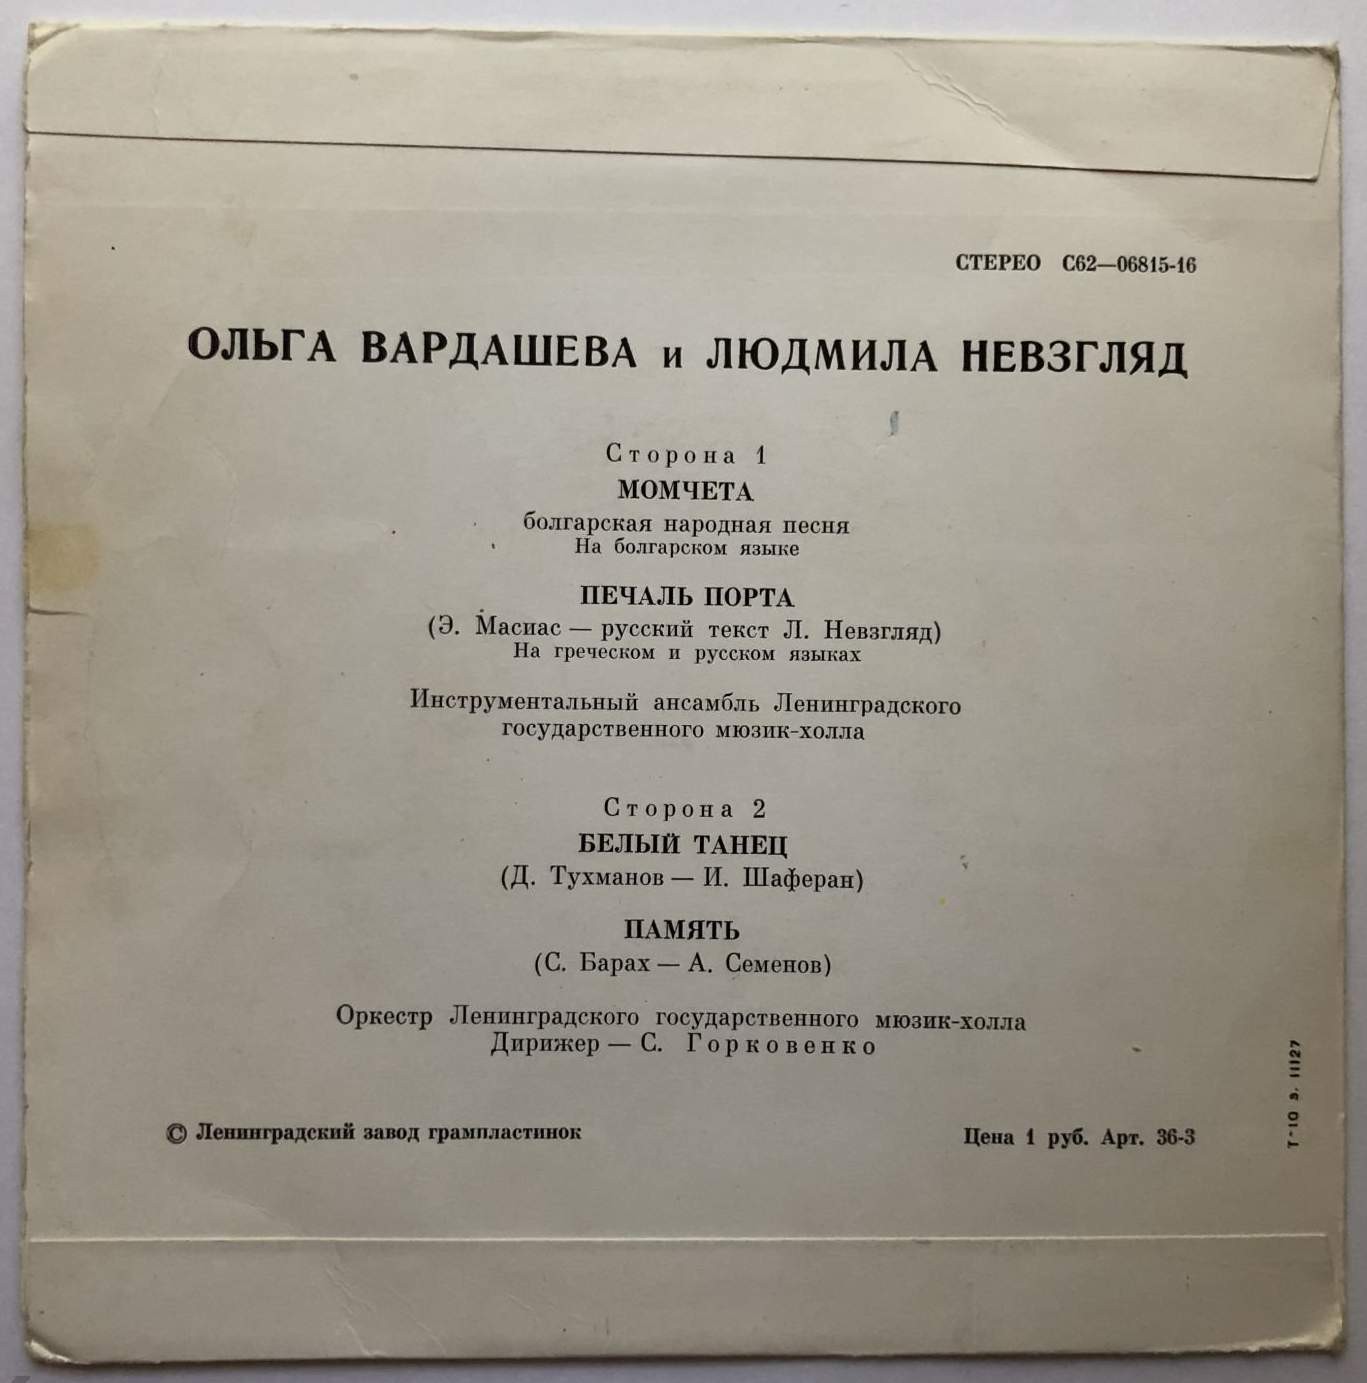 СТЕРЕО С62—06815-16
ОЛЬГА ВАРДАШЕВА и ЛЮДМИЛА НЕВЗГЛЯД
Сторона 1
МОМЧЕТА
болгарская народная песня
На болгарском языке
ПЕЧАЛЬ ПОРТА
(Э. Масиас — русский текст Л. Невзгляд)
На греческом и русском языках
Инструментальный ансамбль Ленинградского
государственного мюзик-холла
Сторона 2
БЕЛЫЙ ТАНЕЦ
(Д. Тухманов — И. Шаферан)
ПАМЯТЬ
(С. Барах — А. Семенов)
Оркестр Ленинградского государственного мюзик-холла
Дирижер — С. Горковенко
© Ленинградский завод грампластинок
Цена 1 руб. Арт. 36-3
Т-10 з. 11127